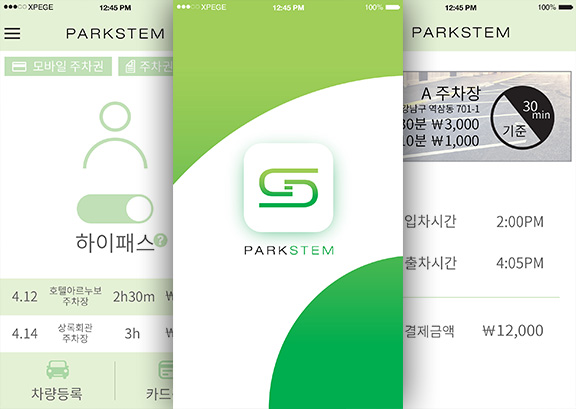 XPEGE 12:45 PM
PARKSTEM
모바일 주차권
주차권
하이패스
?
4.12 호텔아르누보 주차장 2h30m ₩
4.14 상록회관 주차장 3h ₩
차량등록
카드
XPEGE 12:45 PM 100%
PARKSTEM
12:45 PM 100%
PARKSTEM
A 주차장
강남구 역삼동 701-1
30분 ₩3,000
10분 ₩1,000
30 min
기준
입차시간 2:00PM
출차시간 4:05PM
결제금액 ₩12,000